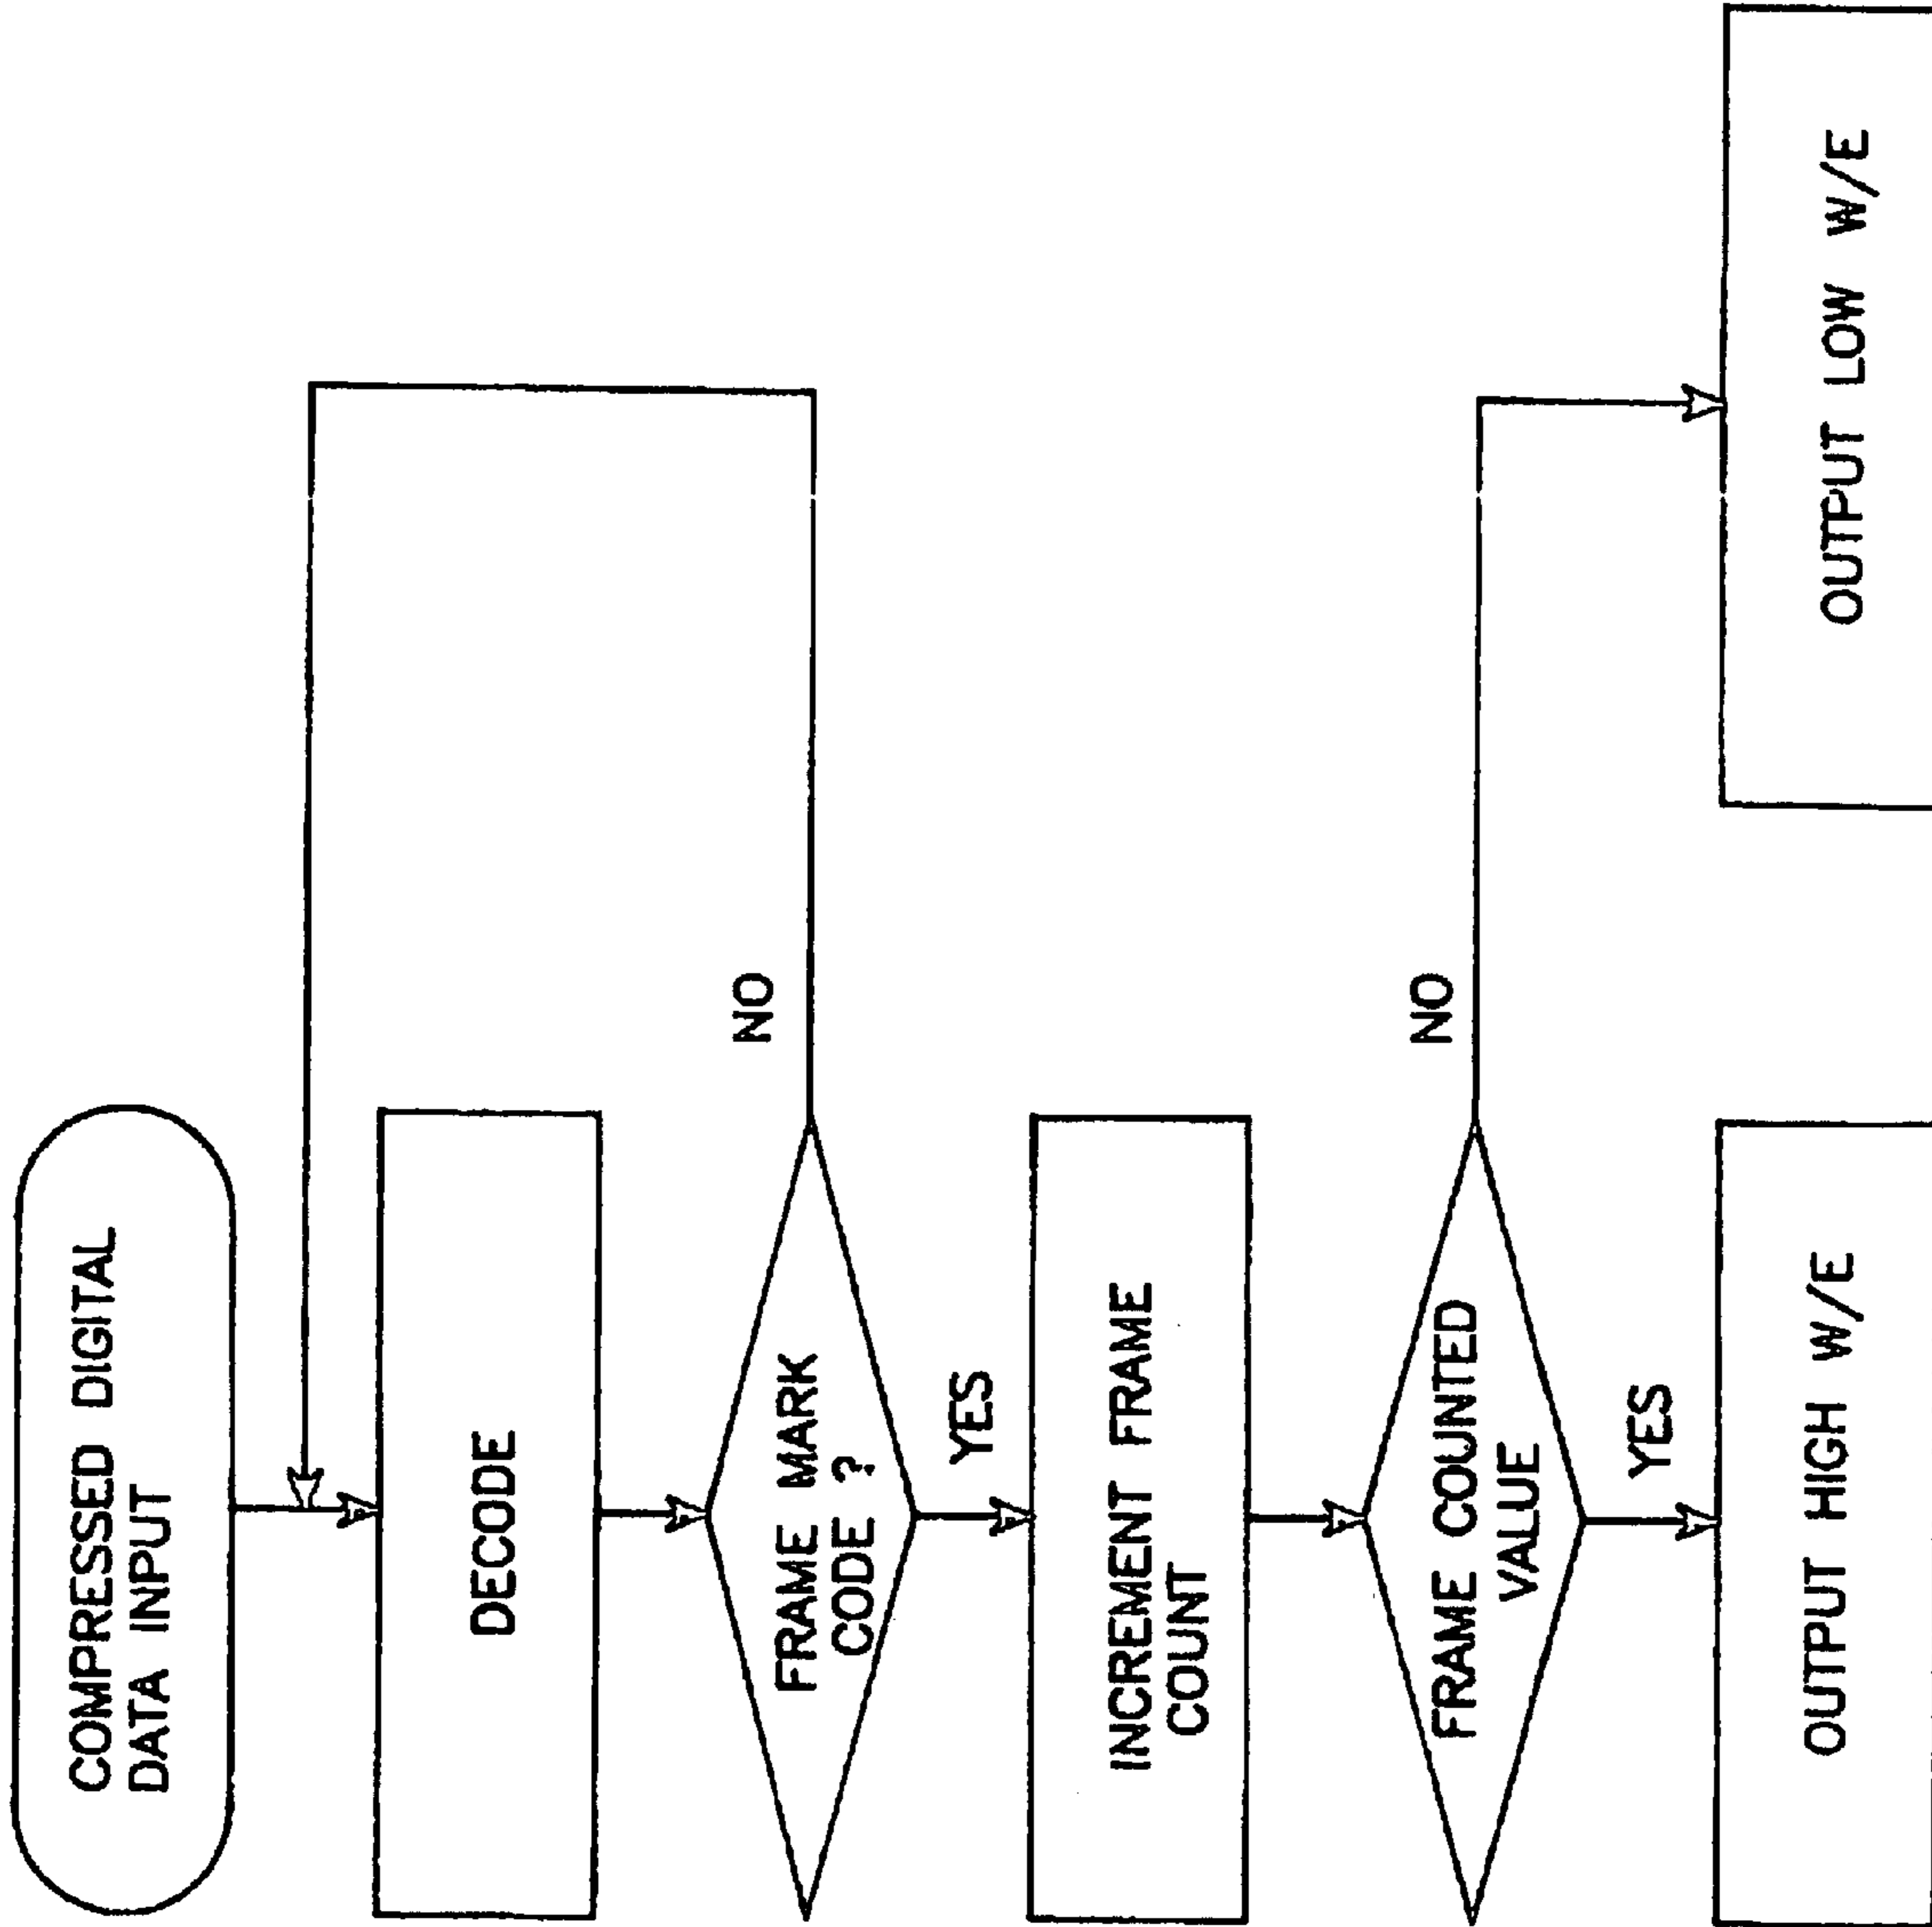 COMPRESSED DIGITAL
DATA INPUT
DECODE
FRAME MARK
CODE ?
NO
YES
INCREMENT FRAME
COUNT
FRAME COUNTED
VALUE
NO
YES
OUTPUT HIGH W/E
OUTPUT LOW W/E